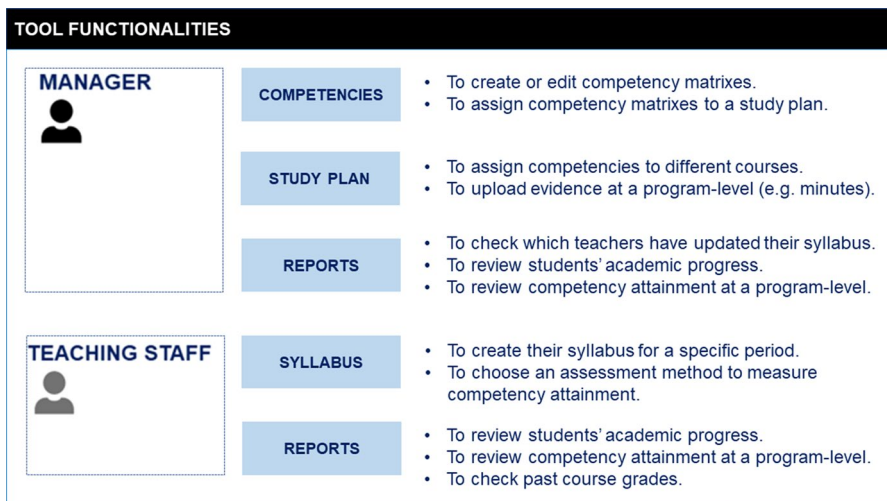 TOOL FUNCTIONALITIES
MANAGER
COMPETENCIES
• To create or edit competency matrixes.
• To assign competency matrixes to a study plan.
STUDY PLAN
• To assign competencies to different courses.
• To upload evidence at a program-level (e.g. minutes).
REPORTS
• To check which teachers have updated their syllabus.
• To review students' academic progress.
• To review competency attainment at a program-level.
TEACHING STAFF
SYLLABUS
• To create their syllabus for a specific period.
• To choose an assessment method to measure
competency attainment.
REPORTS
• To review students' academic progress.
• To review competency attainment at a program-level.
• To check past course grades.